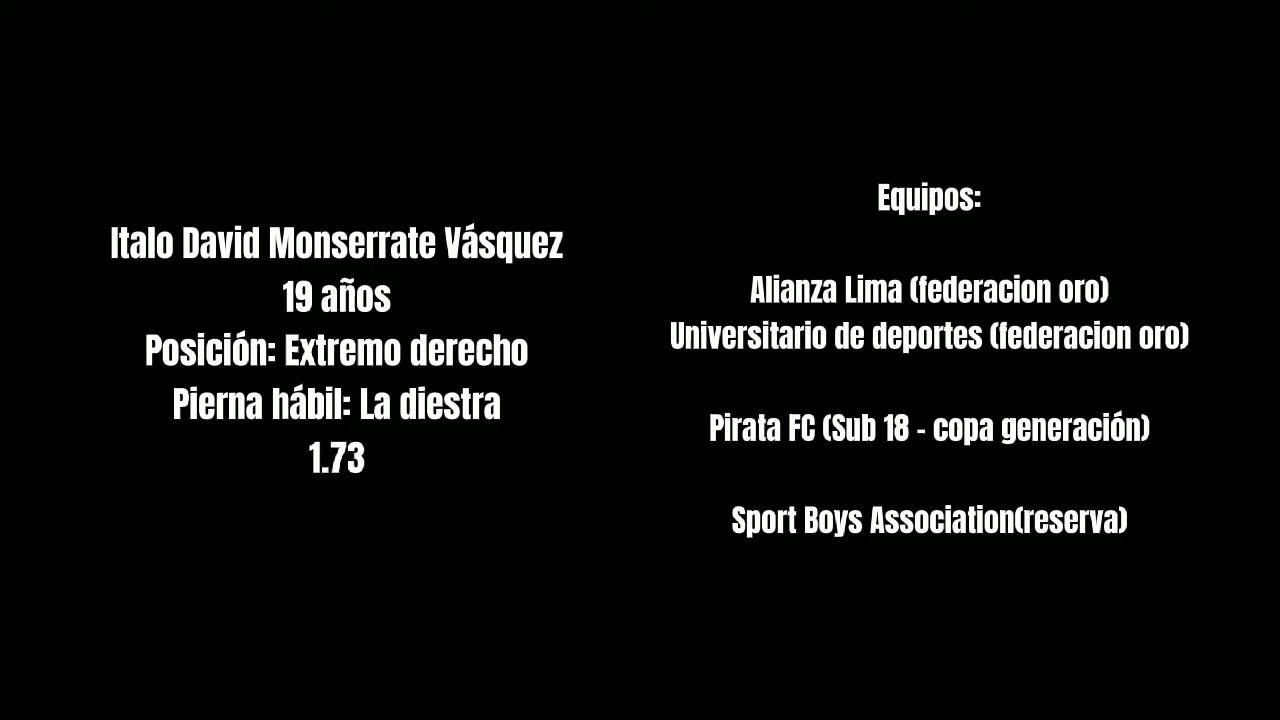 Italo David Monserrate Vásquez
19 años
Posición: Extremo derecho
Pierna hábil: La diestra
1.73
Equipos:
Alianza Lima (federacion oro)
Universitario de deportes (federacion oro)
Pirata FC (Sub 18 - copa generación)
Sport Boys Association(reserva)